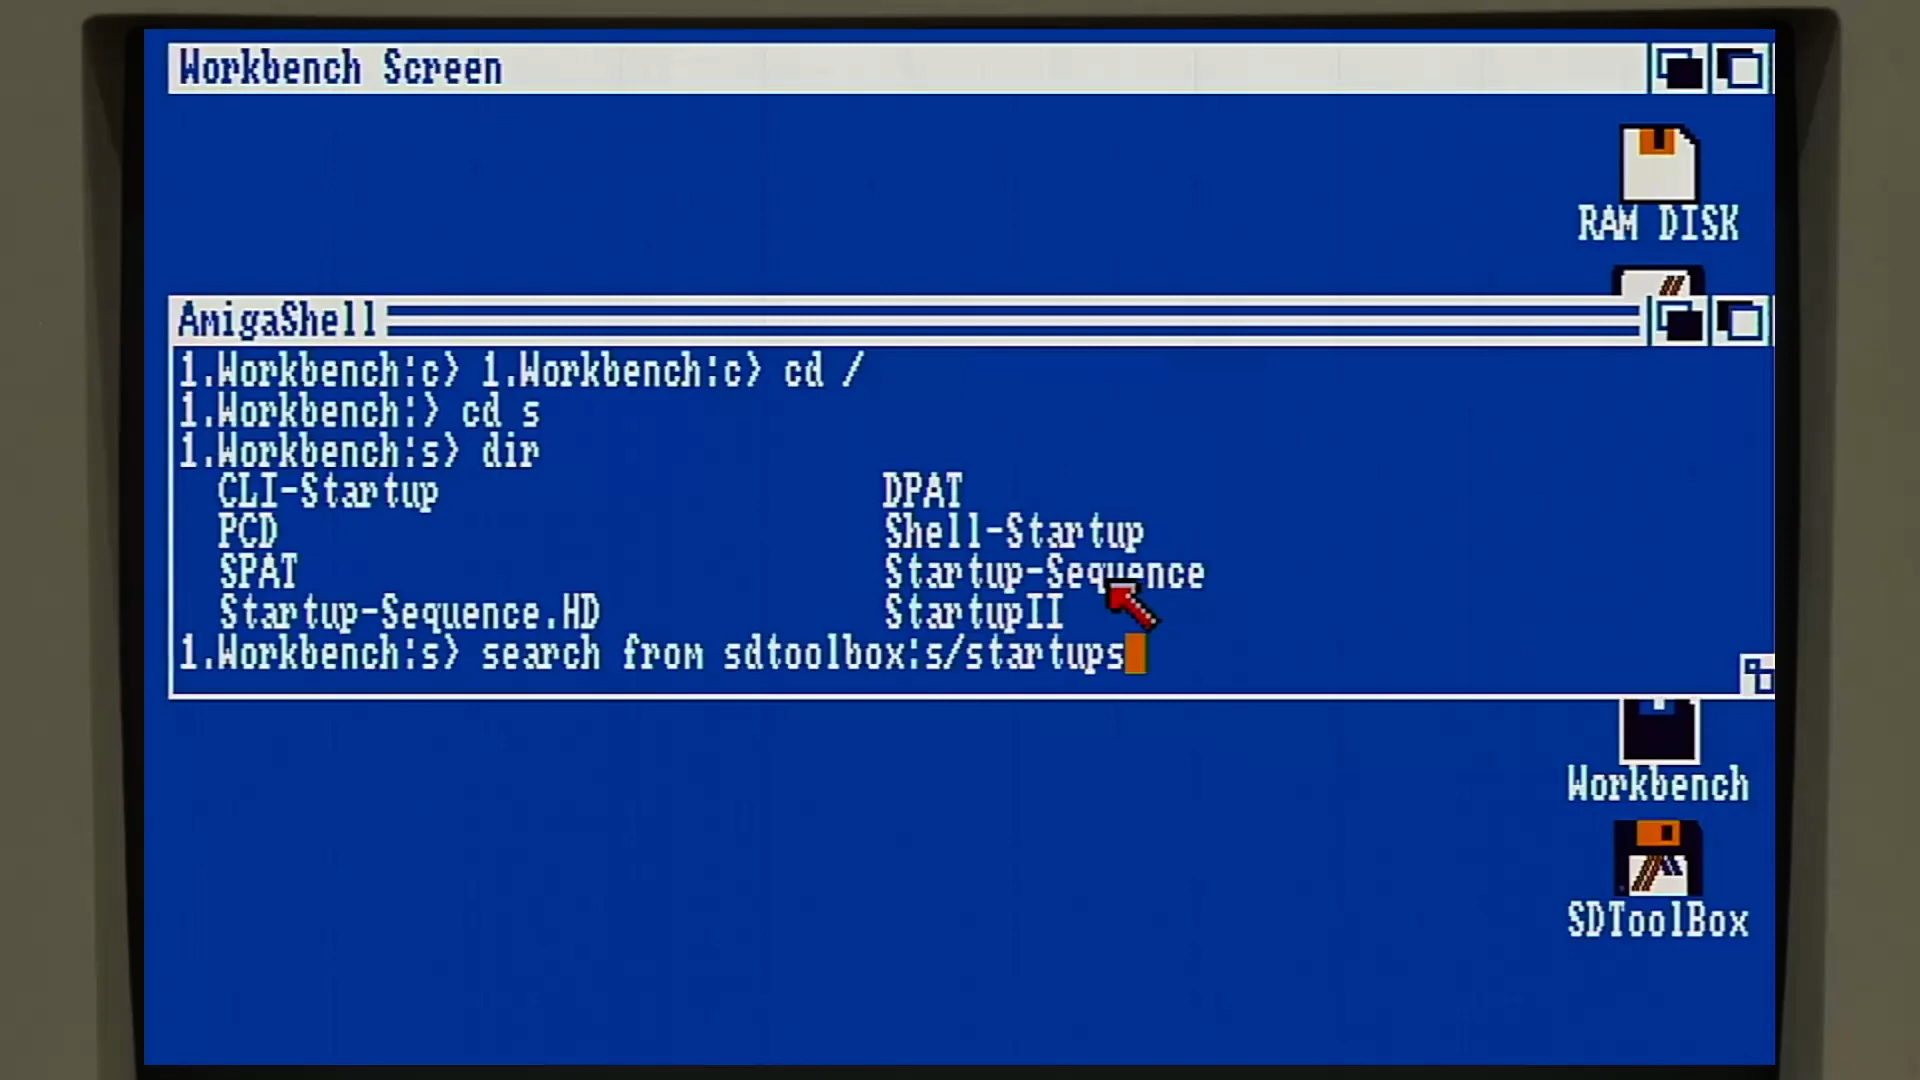 Workbench Screen
RAM DISK
AmigaShell
1.Workbench:c> 1.Workbench:c> cd /
1.Workbench:> cd s
1.Workbench:s> dir
CLI-Startup DPAT
PCD Shell-Startup
SPAT Startup-Sequence
Startup-Sequence.HD StartupII
1.Workbench:s> search from sdtoolbox:s/startups
Workbench
SDToolBox